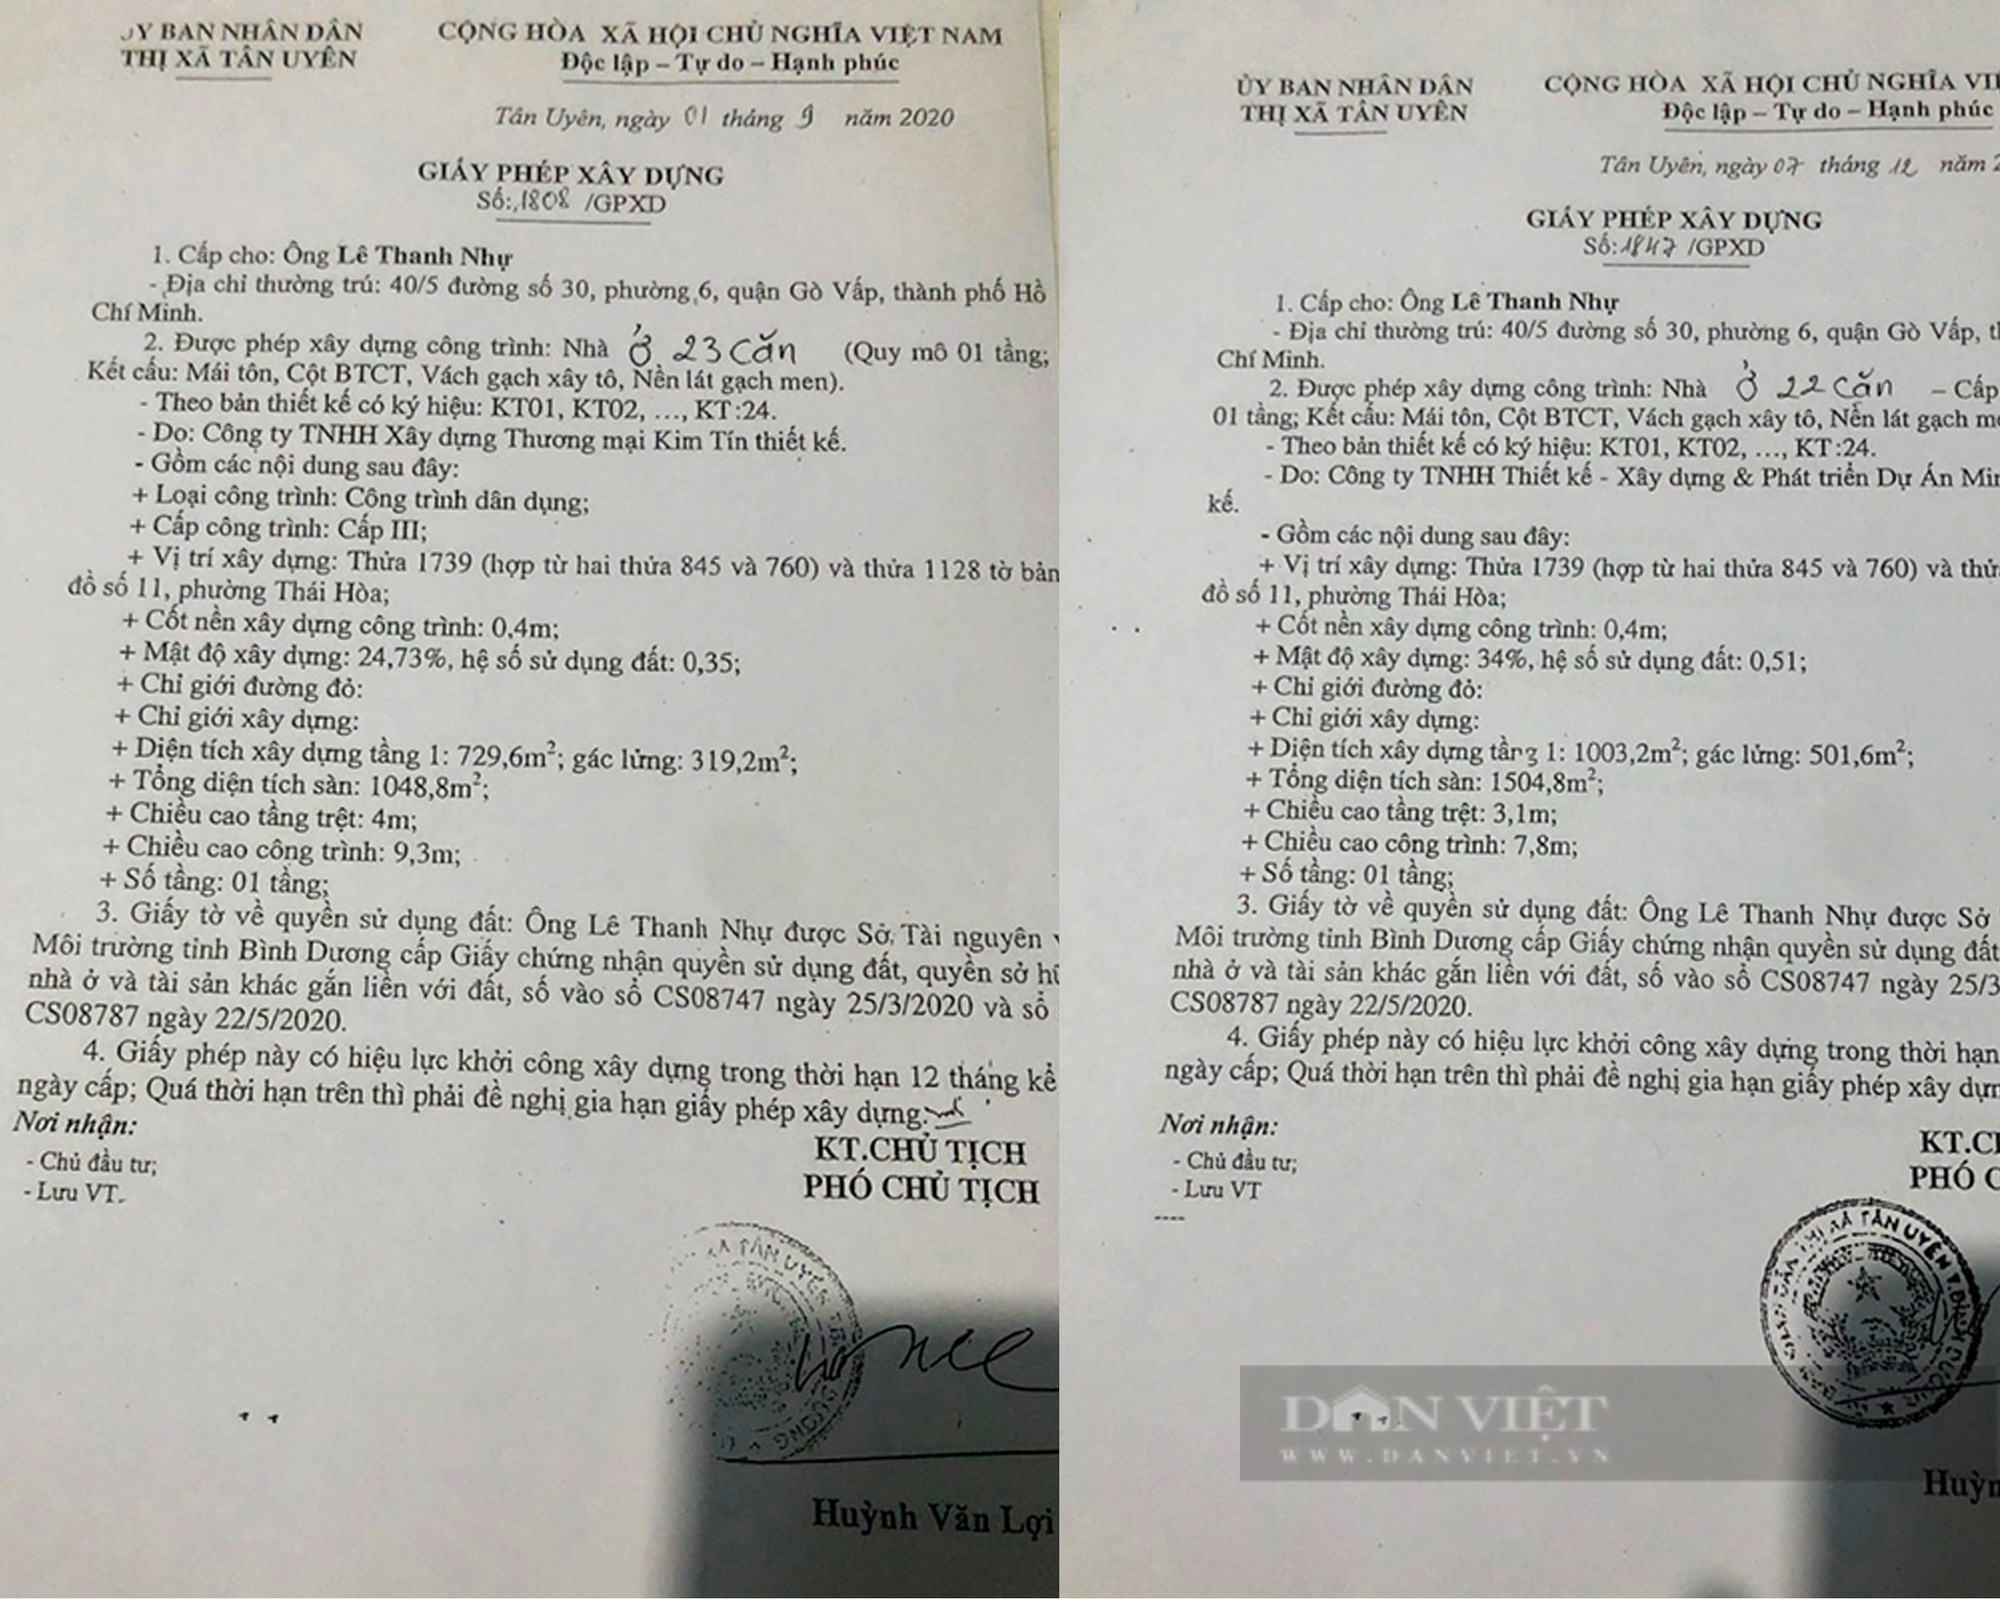 ỦY BAN NHÂN DÂN
THỊ XÃ TÂN UYÊN
CỘNG HÒA XÃ HỘI CHỦ NGHĨA VIỆT NAM
Độc lập – Tự do – Hạnh phúc
Tân Uyên, ngày 01 tháng 9 năm 2020
GIẤY PHÉP XÂY DỰNG
Số: 1808 /GPXD
1. Cấp cho: Ông Lê Thanh Nhự
- Địa chỉ thường trú: 40/5 đường số 30, phường 6, quận Gò Vấp, thành phố Hồ
Chí Minh.
2. Được phép xây dựng công trình: Nhà ở 23 căn (Quy mô 01 tầng;
Kết cấu: Mái tôn, Cột BTCT, Vách gạch xây tô, Nền lát gạch men).
- Theo bản thiết kế có ký hiệu: KT01, KT02, …, KT:24.
- Do: Công ty TNHH Xây dựng Thương mại Kim Tín thiết kế.
- Gồm các nội dung sau đây:
+ Loại công trình: Công trình dân dụng;
+ Cấp công trình: Cấp III;
+ Vị trí xây dựng: Thửa 1739 (hợp từ hai thửa 845 và 760) và thửa 1128 tờ bản
đồ số 11, phường Thái Hòa;
+ Cốt nền xây dựng công trình: 0,4m;
+ Mật độ xây dựng: 24,73%, hệ số sử dụng đất: 0,35;
+ Chỉ giới đường đỏ:
+ Chỉ giới xây dựng:
+ Diện tích xây dựng tầng 1: 729,6m²; gác lửng: 319,2m²;
+ Tổng diện tích sàn: 1048,8m²;
+ Chiều cao tầng trệt: 4m;
+ Chiều cao công trình: 9,3m;
+ Số tầng: 01 tầng;
3. Giấy tờ về quyền sử dụng đất: Ông Lê Thanh Nhự được Sở Tài nguyên
Môi trường tỉnh Bình Dương cấp Giấy chứng nhận quyền sử dụng đất, quyền sở
nhà ở và tài sản khác gắn liền với đất, số vào sổ CS08747 ngày 25/3/2020 và số
CS08787 ngày 22/5/2020.
4. Giấy phép này có hiệu lực khởi công xây dựng trong thời hạn 12 tháng kể
ngày cấp; Quá thời hạn trên thì phải đề nghị gia hạn giấy phép xây dựng.
Nơi nhận:
- Chủ đầu tư;
- Lưu VT.
KT.CHỦ TỊCH
PHÓ CHỦ TỊCH
Huỳnh Văn Lợi
ỦY BAN NHÂN DÂN
THỊ XÃ TÂN UYÊN
CỘNG HÒA XÃ HỘI CHỦ NGHĨA
Độc lập – Tự do – Hạnh phúc
Tân Uyên, ngày 07 tháng 12 năm
GIẤY PHÉP XÂY DỰNG
Số: 1847 /GPXD
1. Cấp cho: Ông Lê Thanh Nhự
- Địa chỉ thường trú: 40/5 đường số 30, phường 6, quận Gò Vấp,
Chí Minh.
2. Được phép xây dựng công trình: Nhà ở 22 căn – Cấp
01 tầng; Kết cấu: Mái tôn, Cột BTCT, Vách gạch xây tô, Nền lát gạch
- Theo bản thiết kế có ký hiệu: KT01, KT02, …, KT:24.
- Do: Công ty TNHH Thiết kế - Xây dựng & Phát triển Dự Án
kế.
- Gồm các nội dung sau đây:
+ Vị trí xây dựng: Thửa 1739 (hợp từ hai thửa 845 và 760) và
đồ số 11, phường Thái Hòa;
+ Cốt nền xây dựng công trình: 0,4m;
+ Mật độ xây dựng: 34%, hệ số sử dụng đất: 0,51;
+ Chỉ giới đường đỏ:
+ Chỉ giới xây dựng:
+ Diện tích xây dựng tầng 1: 1003,2m²; gác lửng: 501,6m²;
+ Tổng diện tích sàn: 1504,8m²;
+ Chiều cao tầng trệt: 3,1m;
+ Chiều cao công trình: 7,8m;
+ Số tầng: 01 tầng;
3. Giấy tờ về quyền sử dụng đất: Ông Lê Thanh Nhự được Sở
Môi trường tỉnh Bình Dương cấp Giấy chứng nhận quyền sử dụng đất
nhà ở và tài sản khác gắn liền với đất, số vào sổ CS08747 ngày 25/3
CS08787 ngày 22/5/2020.
4. Giấy phép này có hiệu lực khởi công xây dựng trong thời hạn
ngày cấp; Quá thời hạn trên thì phải đề nghị gia hạn giấy phép xây
Nơi nhận:
- Chủ đầu tư;
- Lưu VT
----
KT.
PHÓ
DÂN VIỆT
WWW.DANVIET.VN